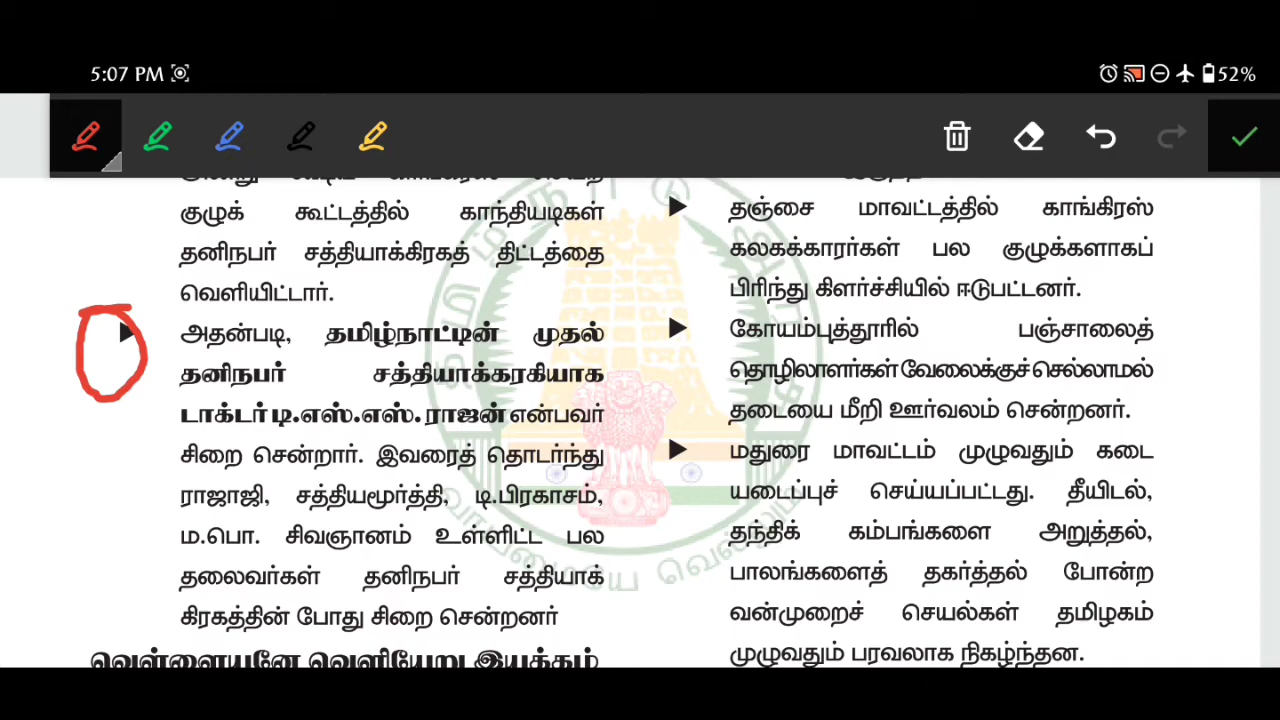 5:07 PM
52%
குழுக் கூட்டத்தில் காந்தியடிகள்
தனிநபர் சத்தியாக்கிரகத் திட்டத்தை
வெளியிட்டார்.
அதன்படி, தமிழ்நாட்டின் முதல்
தனிநபர் சத்தியாக்கரகியாக
டாக்டர் டி.எஸ்.எஸ். ராஜன் என்பவர்
சிறை சென்றார். இவரைத் தொடர்ந்து
ராஜாஜி, சத்தியமூர்த்தி, டி.பிரகாசம்,
ம.பொ. சிவஞானம் உள்ளிட்ட பல
தலைவர்கள் தனிநபர் சத்தியாக்
கிரகத்தின் போது சிறை சென்றனர்
வெள்ளையனே வெளியேறு இயக்கம்
தஞ்சை மாவட்டத்தில் காங்கிரஸ்
கலகக்காரர்கள் பல குழுக்களாகப்
பிரிந்து கிளர்ச்சியில் ஈடுபட்டனர்.
கோயம்புத்தூரில் பஞ்சாலைத்
தொழிலாளர்கள் வேலைக்குச் செல்லாமல்
தடையை மீறி ஊர்வலம் சென்றனர்.
மதுரை மாவட்டம் முழுவதும் கடை
யடைப்புச் செய்யப்பட்டது. தீயிடல்,
தந்திக் கம்பங்களை அறுத்தல்,
பாலங்களைத் தகர்த்தல் போன்ற
வன்முறைச் செயல்கள் தமிழகம்
முழுவதும் பரவலாக நிகழ்ந்தன.
தமிழ்நாடு அரசு
வாய்மையே வெல்லும்